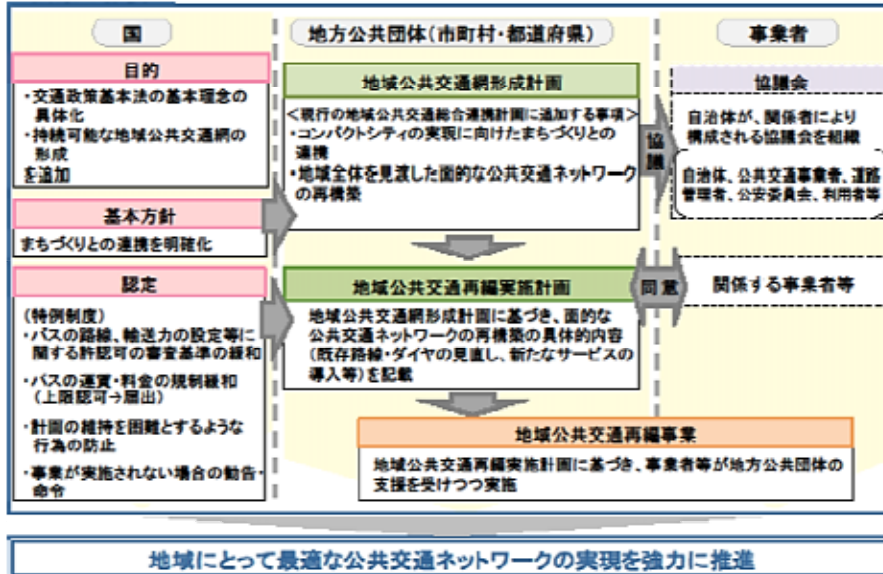 国
地方公共団体(市町村・都道府県)
事業者
目的
・交通政策基本法の基本理念の
具体化
・持続可能な地域公共交通網の
形成
を追加
基本方針
まちづくりとの連携を明確化
認定
(特例制度)
・バスの路線、輸送力の設定等に
関する許認可の審査基準の緩和
・バスの運賃・料金の規制緩和
(上限認可→届出)
・計画の維持を困難とするような
行為の防止
・事業が実施されない場合の勧告・
命令
地域公共交通網形成計画
<現行の地域公共交通総合連携計画に追加する事項>
・コンパクトシティの実現に向けたまちづくりとの
連携
・地域全体を見渡した面的な公共交通ネットワーク
の再構築
協議
協議会
自治体が、関係者により
構成される協議会を組織
自治体、公共交通事業者、道路
管理者、公安委員会、利用者等
地域公共交通再編実施計画
地域公共交通網形成計画に基づき、面的な
公共交通ネットワークの再構築の具体的内容
(既存路線・ダイヤの見直し、新たなサービスの
導入等)を記載
同意
関係する事業者等
地域公共交通再編事業
地域公共交通再編実施計画に基づき、事業者等が地方公共団体の
支援を受けつつ実施
地域にとって最適な公共交通ネットワークの実現を強力に推進